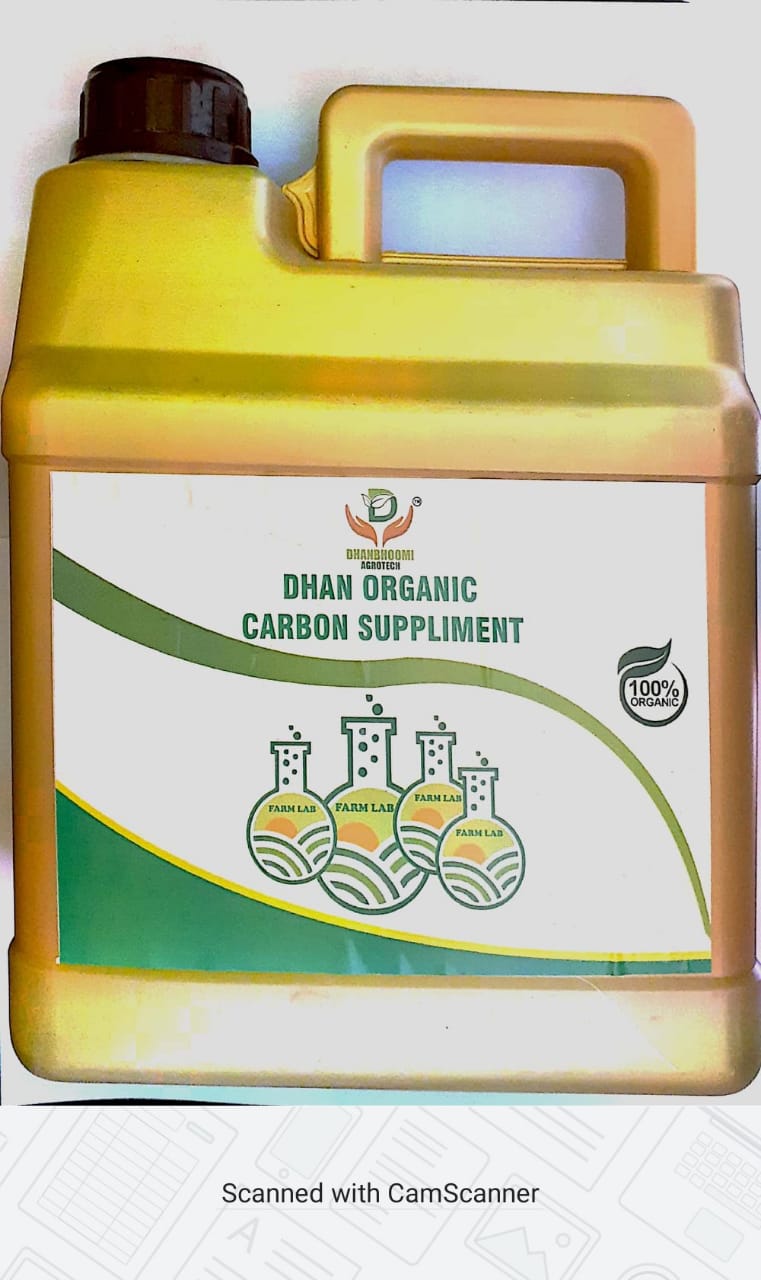 D
TM
DHANBHOOMI
AGROTECH
DHAN ORGANIC
CARBON SUPPLIMENT
100%
ORGANIC
FARM LAB
FARM LAB
FARM LAB
FARM LAB
Scanned with CamScanner